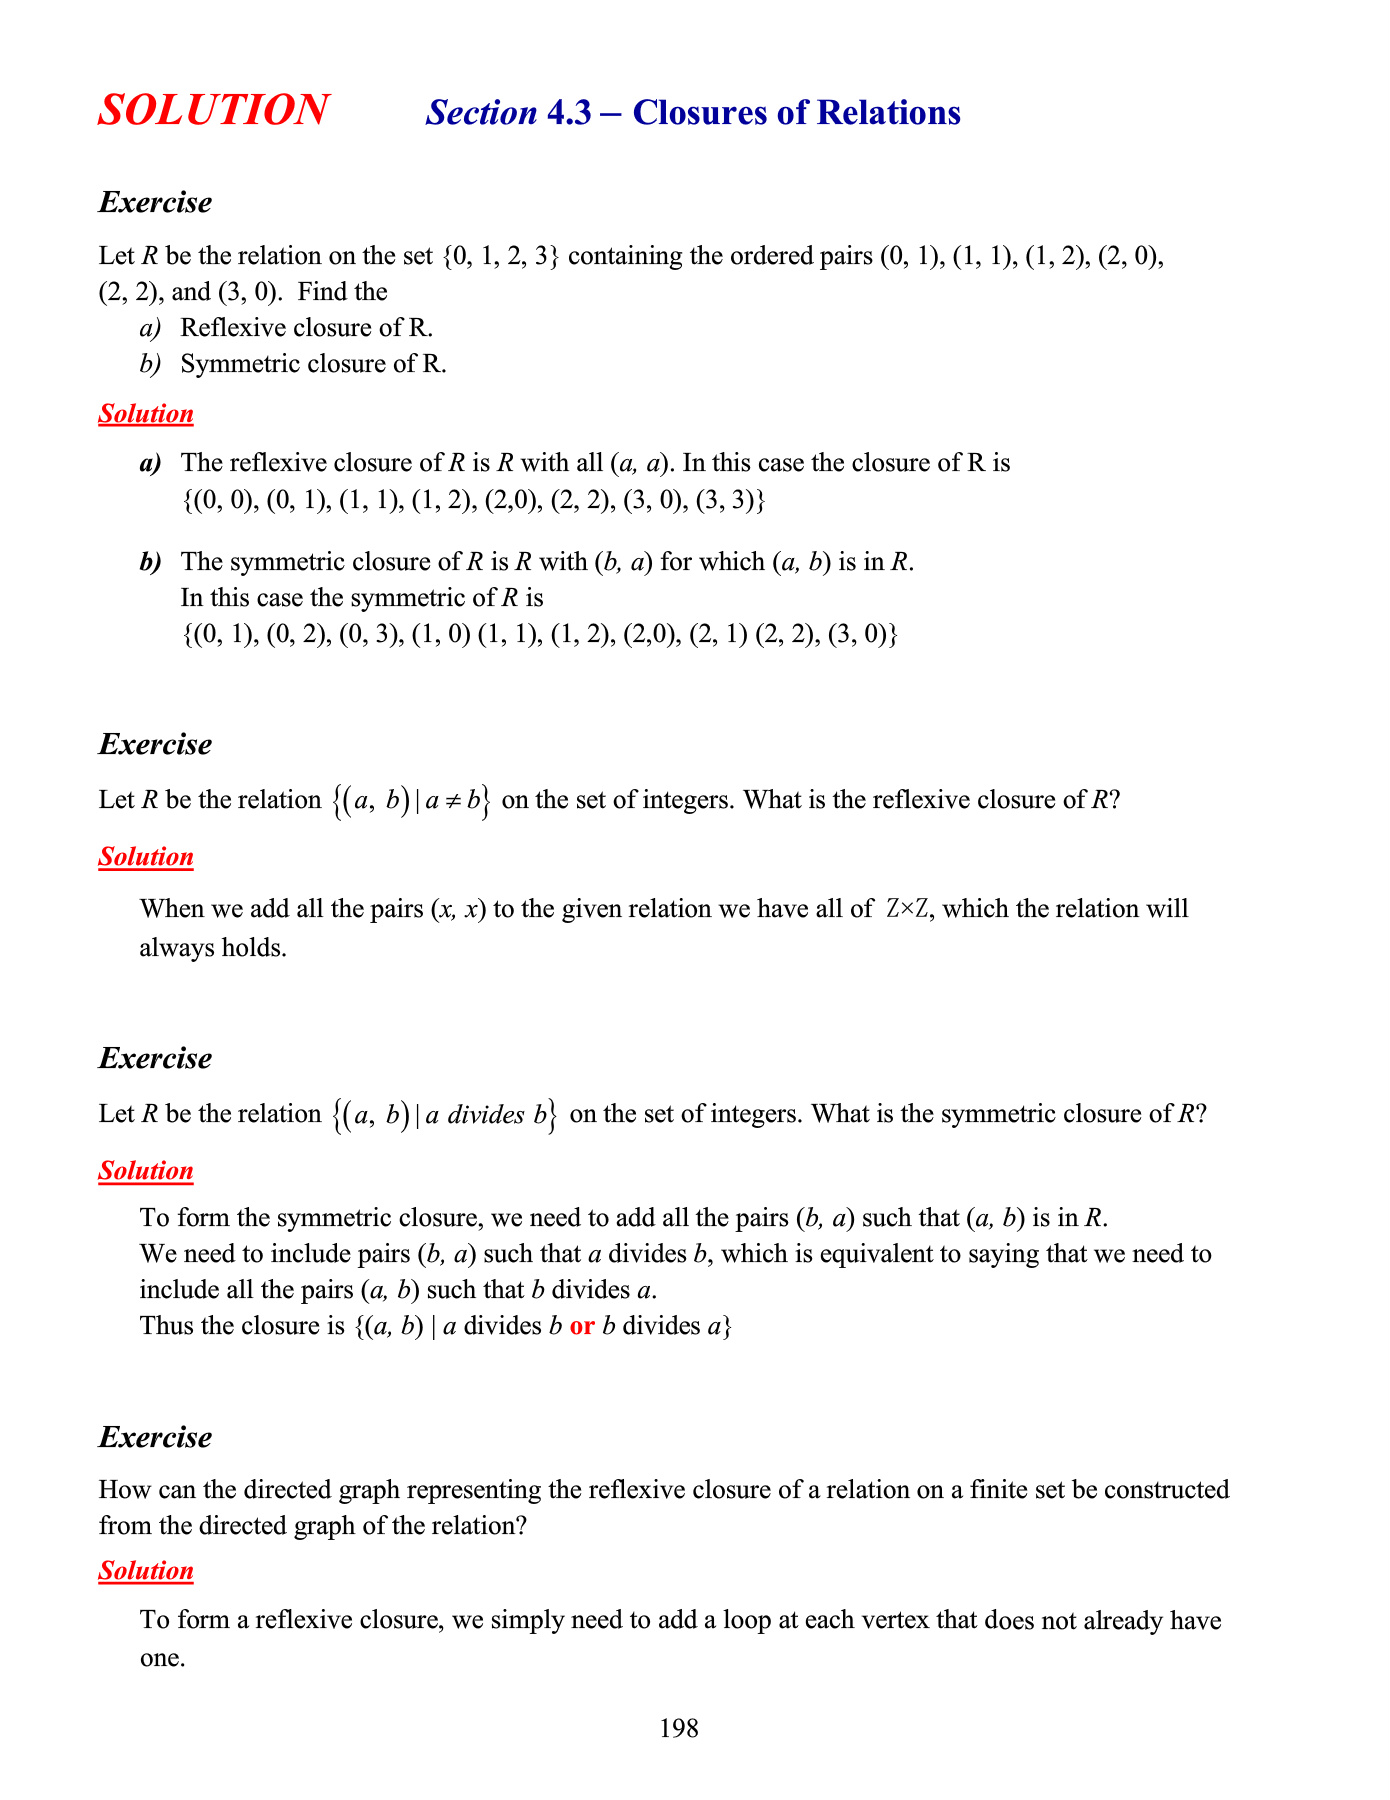 SOLUTION Section 4.3 – Closures of Relations
Exercise
Let R be the relation on the set {0, 1, 2, 3} containing the ordered pairs (0, 1), (1, 1), (1, 2), (2, 0),
(2, 2), and (3, 0). Find the
a) Reflexive closure of R.
b) Symmetric closure of R.
Solution
a) The reflexive closure of R is R with all (a, a). In this case the closure of R is
{(0, 0), (0, 1), (1, 1), (1, 2), (2,0), (2, 2), (3, 0), (3, 3)}
b) The symmetric closure of R is R with (b, a) for which (a, b) is in R.
In this case the symmetric of R is
{(0, 1), (0, 2), (0, 3), (1, 0) (1, 1), (1, 2), (2,0), (2, 1) (2, 2), (3, 0)}
Exercise
Let R be the relation {(a, b) | a ≠ b} on the set of integers. What is the reflexive closure of R?
Solution
When we add all the pairs (x, x) to the given relation we have all of Z×Z, which the relation will
always holds.
Exercise
Let R be the relation {(a, b) | a divides b} on the set of integers. What is the symmetric closure of R?
Solution
To form the symmetric closure, we need to add all the pairs (b, a) such that (a, b) is in R.
We need to include pairs (b, a) such that a divides b, which is equivalent to saying that we need to
include all the pairs (a, b) such that b divides a.
Thus the closure is {(a, b) | a divides b or b divides a}
Exercise
How can the directed graph representing the reflexive closure of a relation on a finite set be constructed
from the directed graph of the relation?
Solution
To form a reflexive closure, we simply need to add a loop at each vertex that does not already have
one.
198